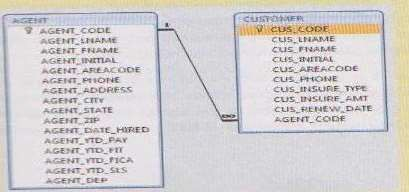 AGENT
AGENT_CODE
AGENT_LNAME
AGENT_FNAME
AGENT_INITIAL
AGENT_AREACODE
AGENT_PHONE
AGENT_ADDRESS
AGENT_CITY
AGENT_STATE
AGENT_ZIP
AGENT_DATE_HIRED
AGENT_YTD_PAY
AGENT_YTD_FIT
AGENT_YTD_FICA
AGENT_YTD_SLS
AGENT_DEP
1
∞
CUSTOMER
CUS_CODE
CUS_LNAME
CUS_FNAME
CUS_INITIAL
CUS_AREACODE
CUS_PHONE
CUS_INSURE_TYPE
CUS_INSURE_AMT
CUS_RENEW_DATE
AGENT_CODE